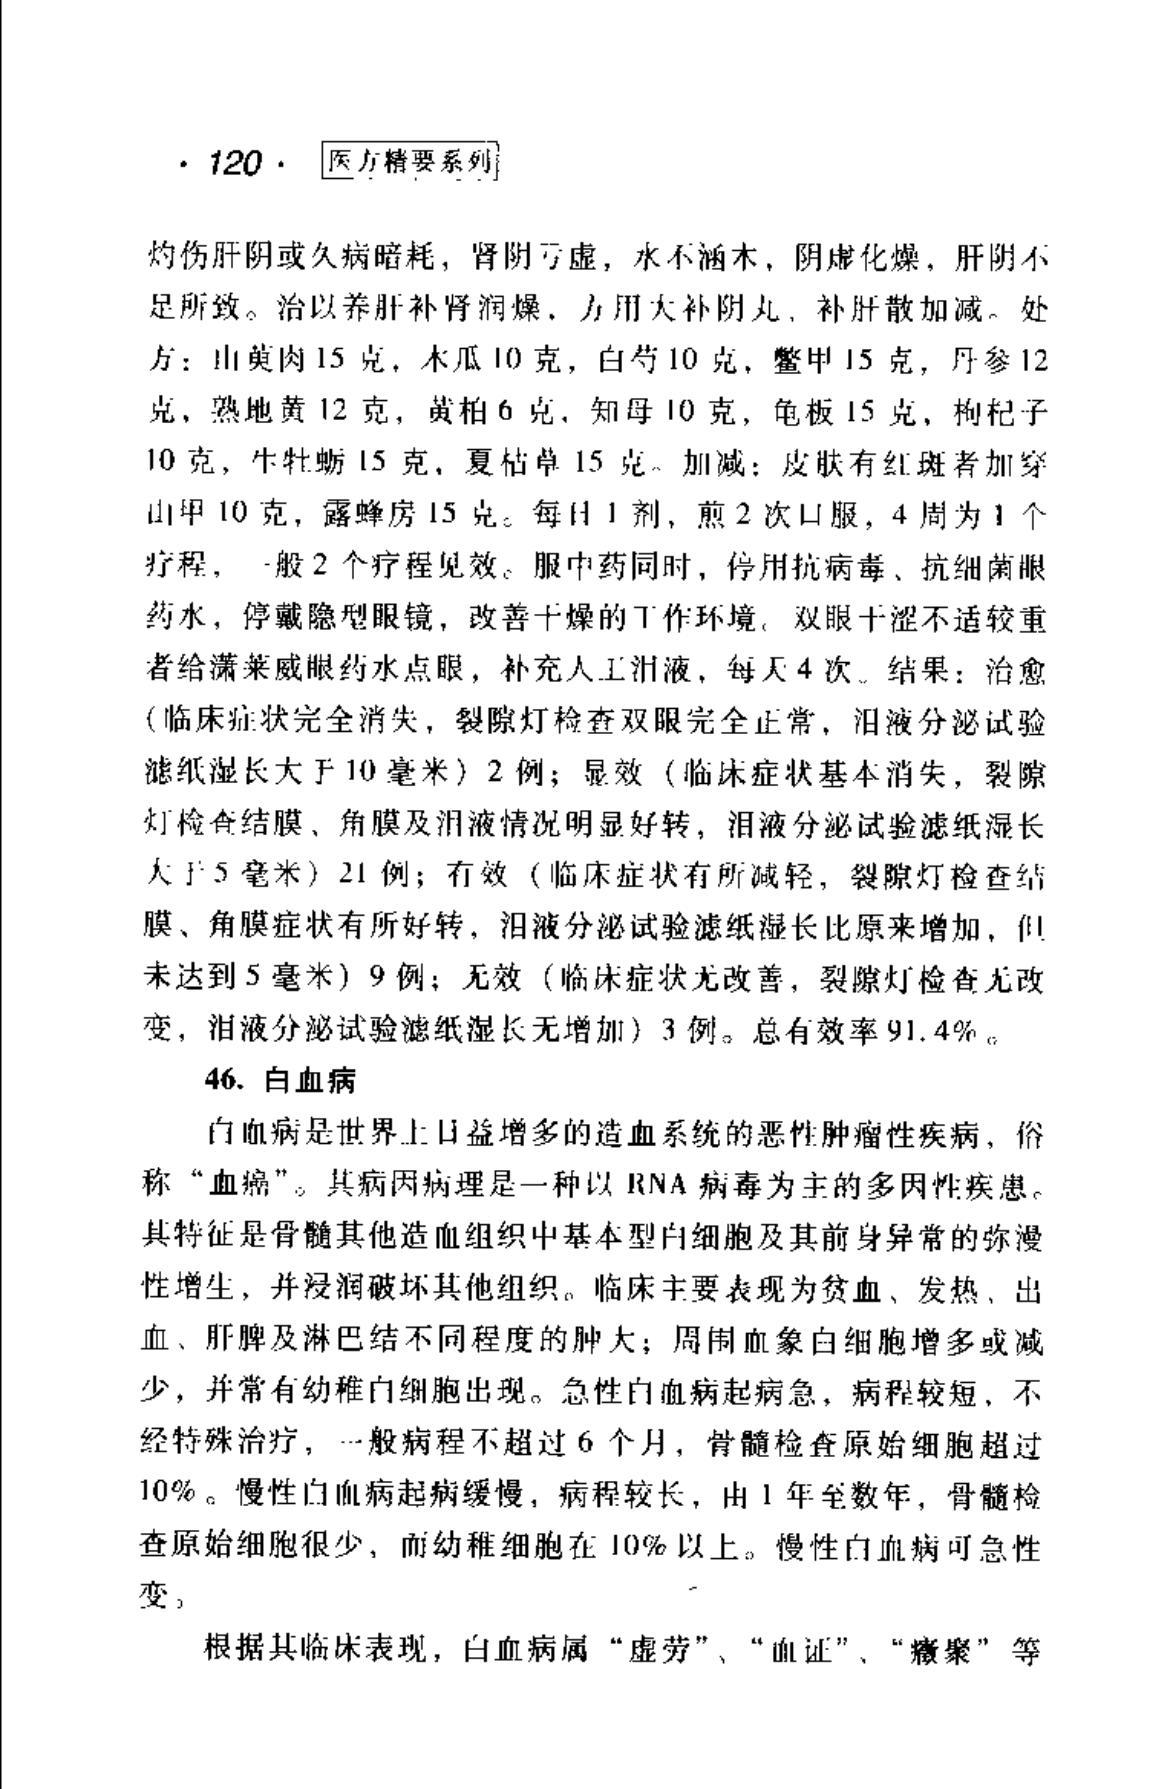 ·120· 医方精要系列
灼伤肝阴或久病暗耗，肾阴亏虚，水不涵木，阴虚化燥，肝阴不
足所致。治以养肝补肾润燥，方用大补阴丸、补肝散加减。处
方：山萸肉15克，木瓜10克，白芍10克，鳖甲15克，丹参12
克，熟地黄12克，黄柏6克，知母10克，龟板15克，枸杞子
10克，牛牡蛎15克，夏枯草15克。加减：皮肤有红斑者加穿
山甲10克，露蜂房15克。每日1剂，煎2次口服，4周为1个
疗程，一般2个疗程见效。服中药同时，停用抗病毒、抗细菌眼
药水，停戴隐型眼镜，改善干燥的工作环境。双眼干涩不适较重
者给潇莱威眼药水点眼，补充人工泪液，每天4次。结果：治愈
（临床症状完全消失，裂隙灯检查双眼完全正常，泪液分泌试验
滤纸湿长大于10毫米）2例；显效（临床症状基本消失，裂隙
灯检查结膜、角膜及泪液情况明显好转，泪液分泌试验滤纸湿长
大于5毫米）21例；有效（临床症状有所减轻，裂隙灯检查结
膜、角膜症状有所好转，泪液分泌试验滤纸湿长比原来增加，但
未达到5毫米）9例；无效（临床症状无改善，裂隙灯检查无改
变，泪液分泌试验滤纸湿长无增加）3例。总有效率91.4%。
46. 白血病
白血病是世界上日益增多的造血系统的恶性肿瘤性疾病，俗
称“血癌”。其病因病理是一种以RNA病毒为主的多因性疾患。
其特征是骨髓其他造血组织中基本型白细胞及其前身异常的弥漫
性增生，并浸润破坏其他组织。临床主要表现为贫血、发热、出
血、肝脾及淋巴结不同程度的肿大；周围血象白细胞增多或减
少，并常有幼稚白细胞出现。急性白血病起病急，病程较短，不
经特殊治疗，一般病程不超过6个月，骨髓检查原始细胞超过
10%。慢性白血病起病缓慢，病程较长，由1年至数年，骨髓检
查原始细胞很少，而幼稚细胞在10%以上。慢性白血病可急性
变。
根据其临床表现，白血病属“虚劳”、“血证”、“癥聚”等